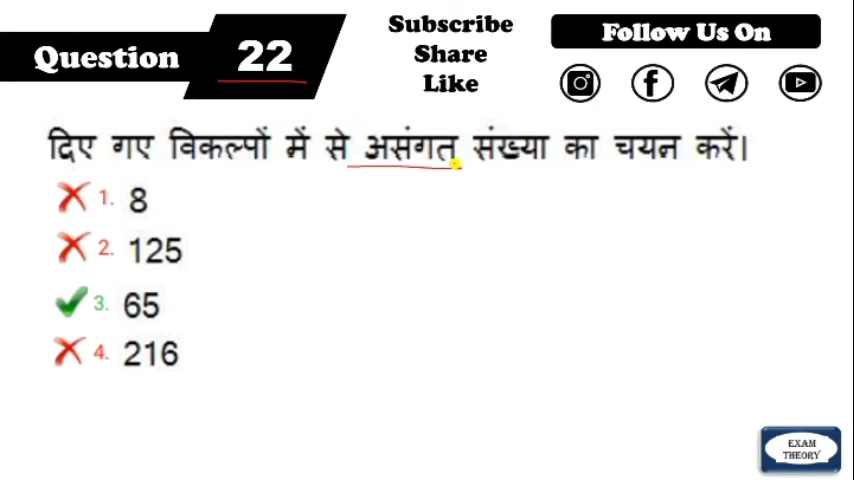 Question 22
Subscribe
Share
Like
Follow Us On
दिए गए विकल्पों में से असंगत संख्या का चयन करें।
1. 8
2. 125
3. 65
4. 216
EXAM
THEORY